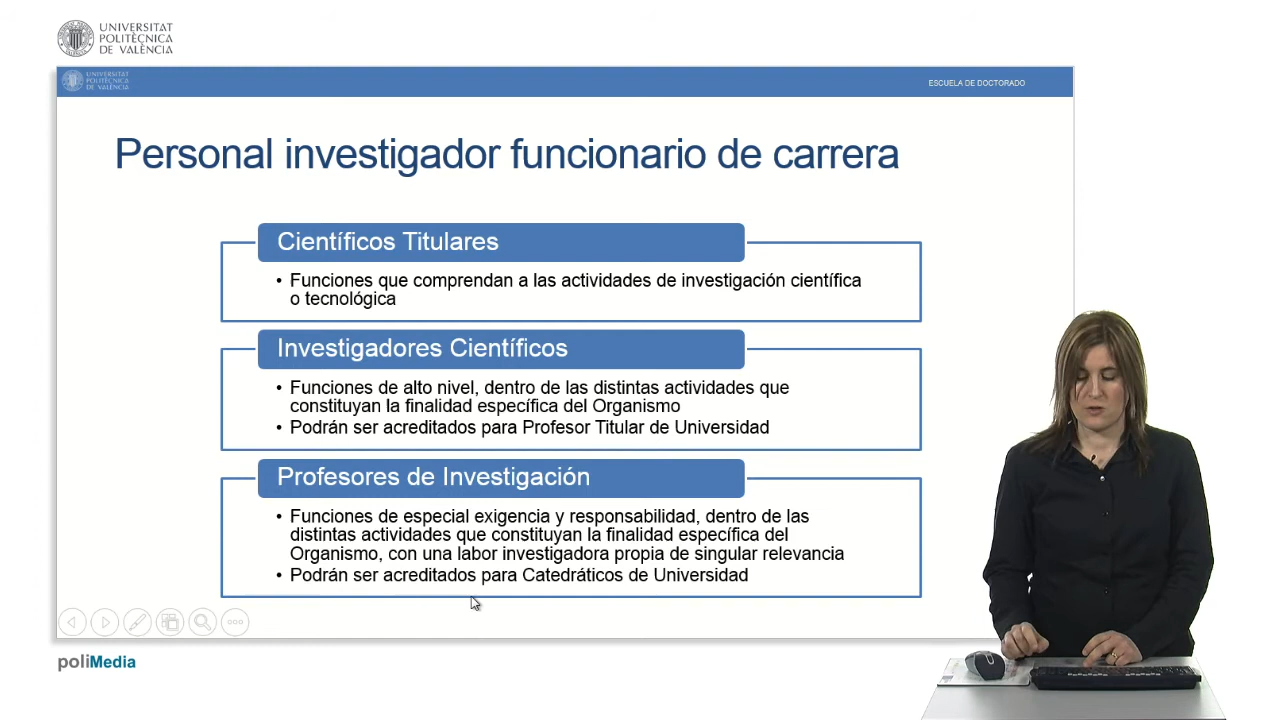 UNIVERSITAT
POLITÈCNICA
DE VALÈNCIA
UNIVERSITAT
POLITÈCNICA
DE VALÈNCIA
ESCUELA DE DOCTORADO
Personal investigador funcionario de carrera
Científicos Titulares
• Funciones que comprendan a las actividades de investigación científica
o tecnológica
Investigadores Científicos
• Funciones de alto nivel, dentro de las distintas actividades que
constituyan la finalidad específica del Organismo
• Podrán ser acreditados para Profesor Titular de Universidad
Profesores de Investigación
• Funciones de especial exigencia y responsabilidad, dentro de las
distintas actividades que constituyan la finalidad específica del
Organismo, con una labor investigadora propia de singular relevancia
• Podrán ser acreditados para Catedráticos de Universidad
poliMedia